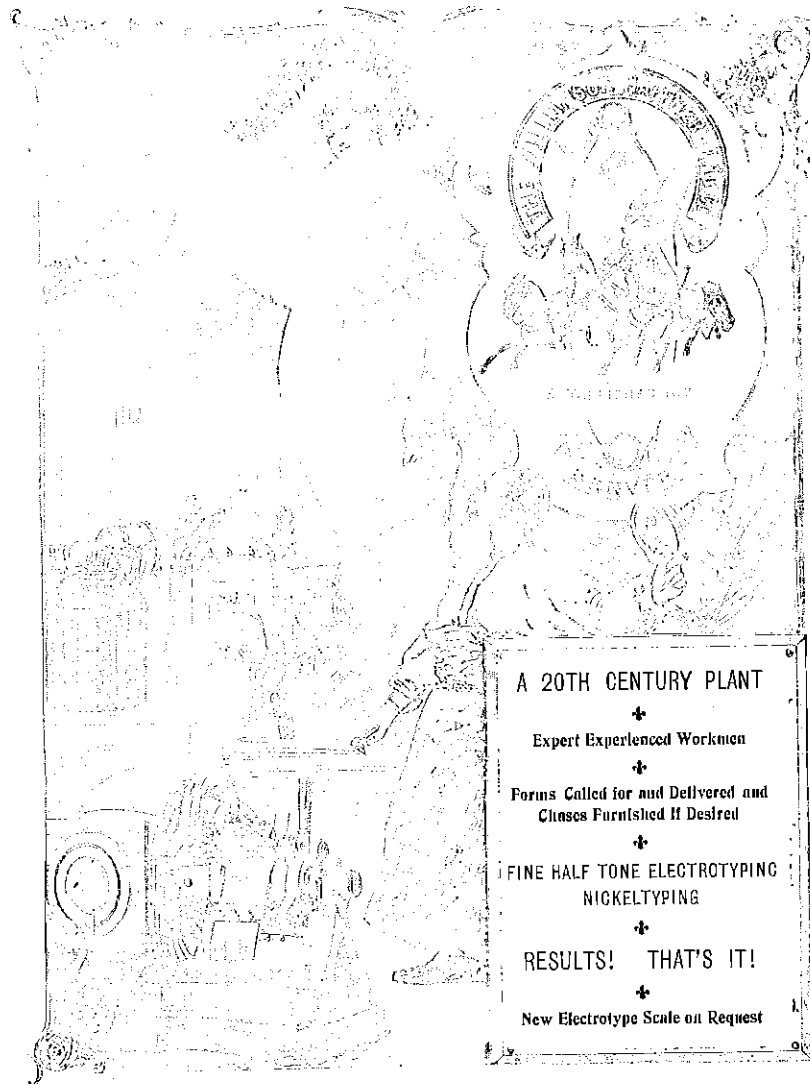 A 20TH CENTURY PLANT
Expert Experienced Workmen
Forms Called for and Delivered and
Chases Furnished If Desired
FINE HALF TONE ELECTROTYPING
NICKELTYPING
RESULTS! THAT'S IT!
New Electrotype Scale on Request